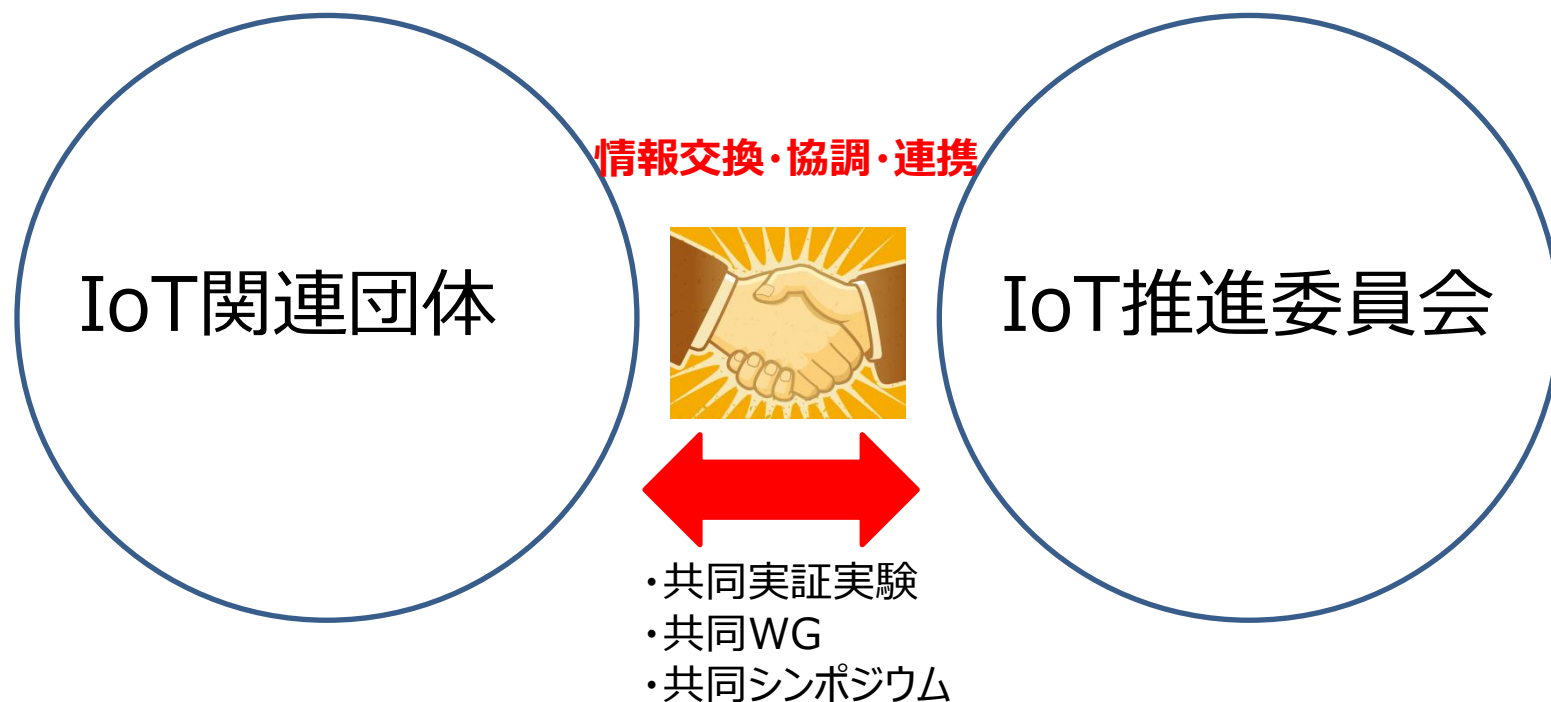 情報交換・協調・連携
IoT関連団体
IoT推進委員会
・共同実証実験
・共同WG
・共同シンポジウム